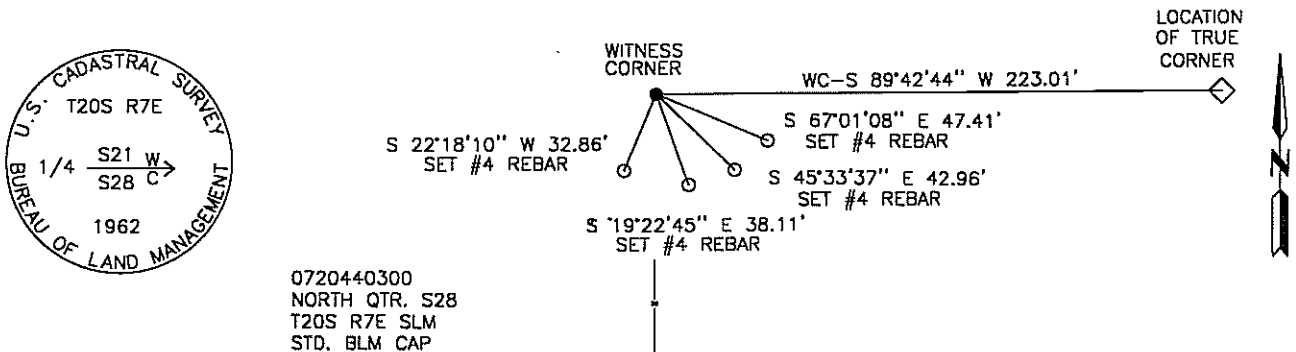 U.S. CADASTRAL SURVEY
T20S R7E
1/4 S21 W
S28 C
1962
BUREAU OF LAND MANAGEMENT
WITNESS
CORNER
LOCATION
OF TRUE
CORNER
WC-S 89°42'44" W 223.01'
S 22°18'10" W 32.86'
SET #4 REBAR
S 67°01'08" E 47.41'
SET #4 REBAR
S 45°33'37" E 42.96'
SET #4 REBAR
S 19°22'45" E 38.11'
SET #4 REBAR
N
0720440300
NORTH QTR. S28
T20S R7E SLM
STD. BLM CAP